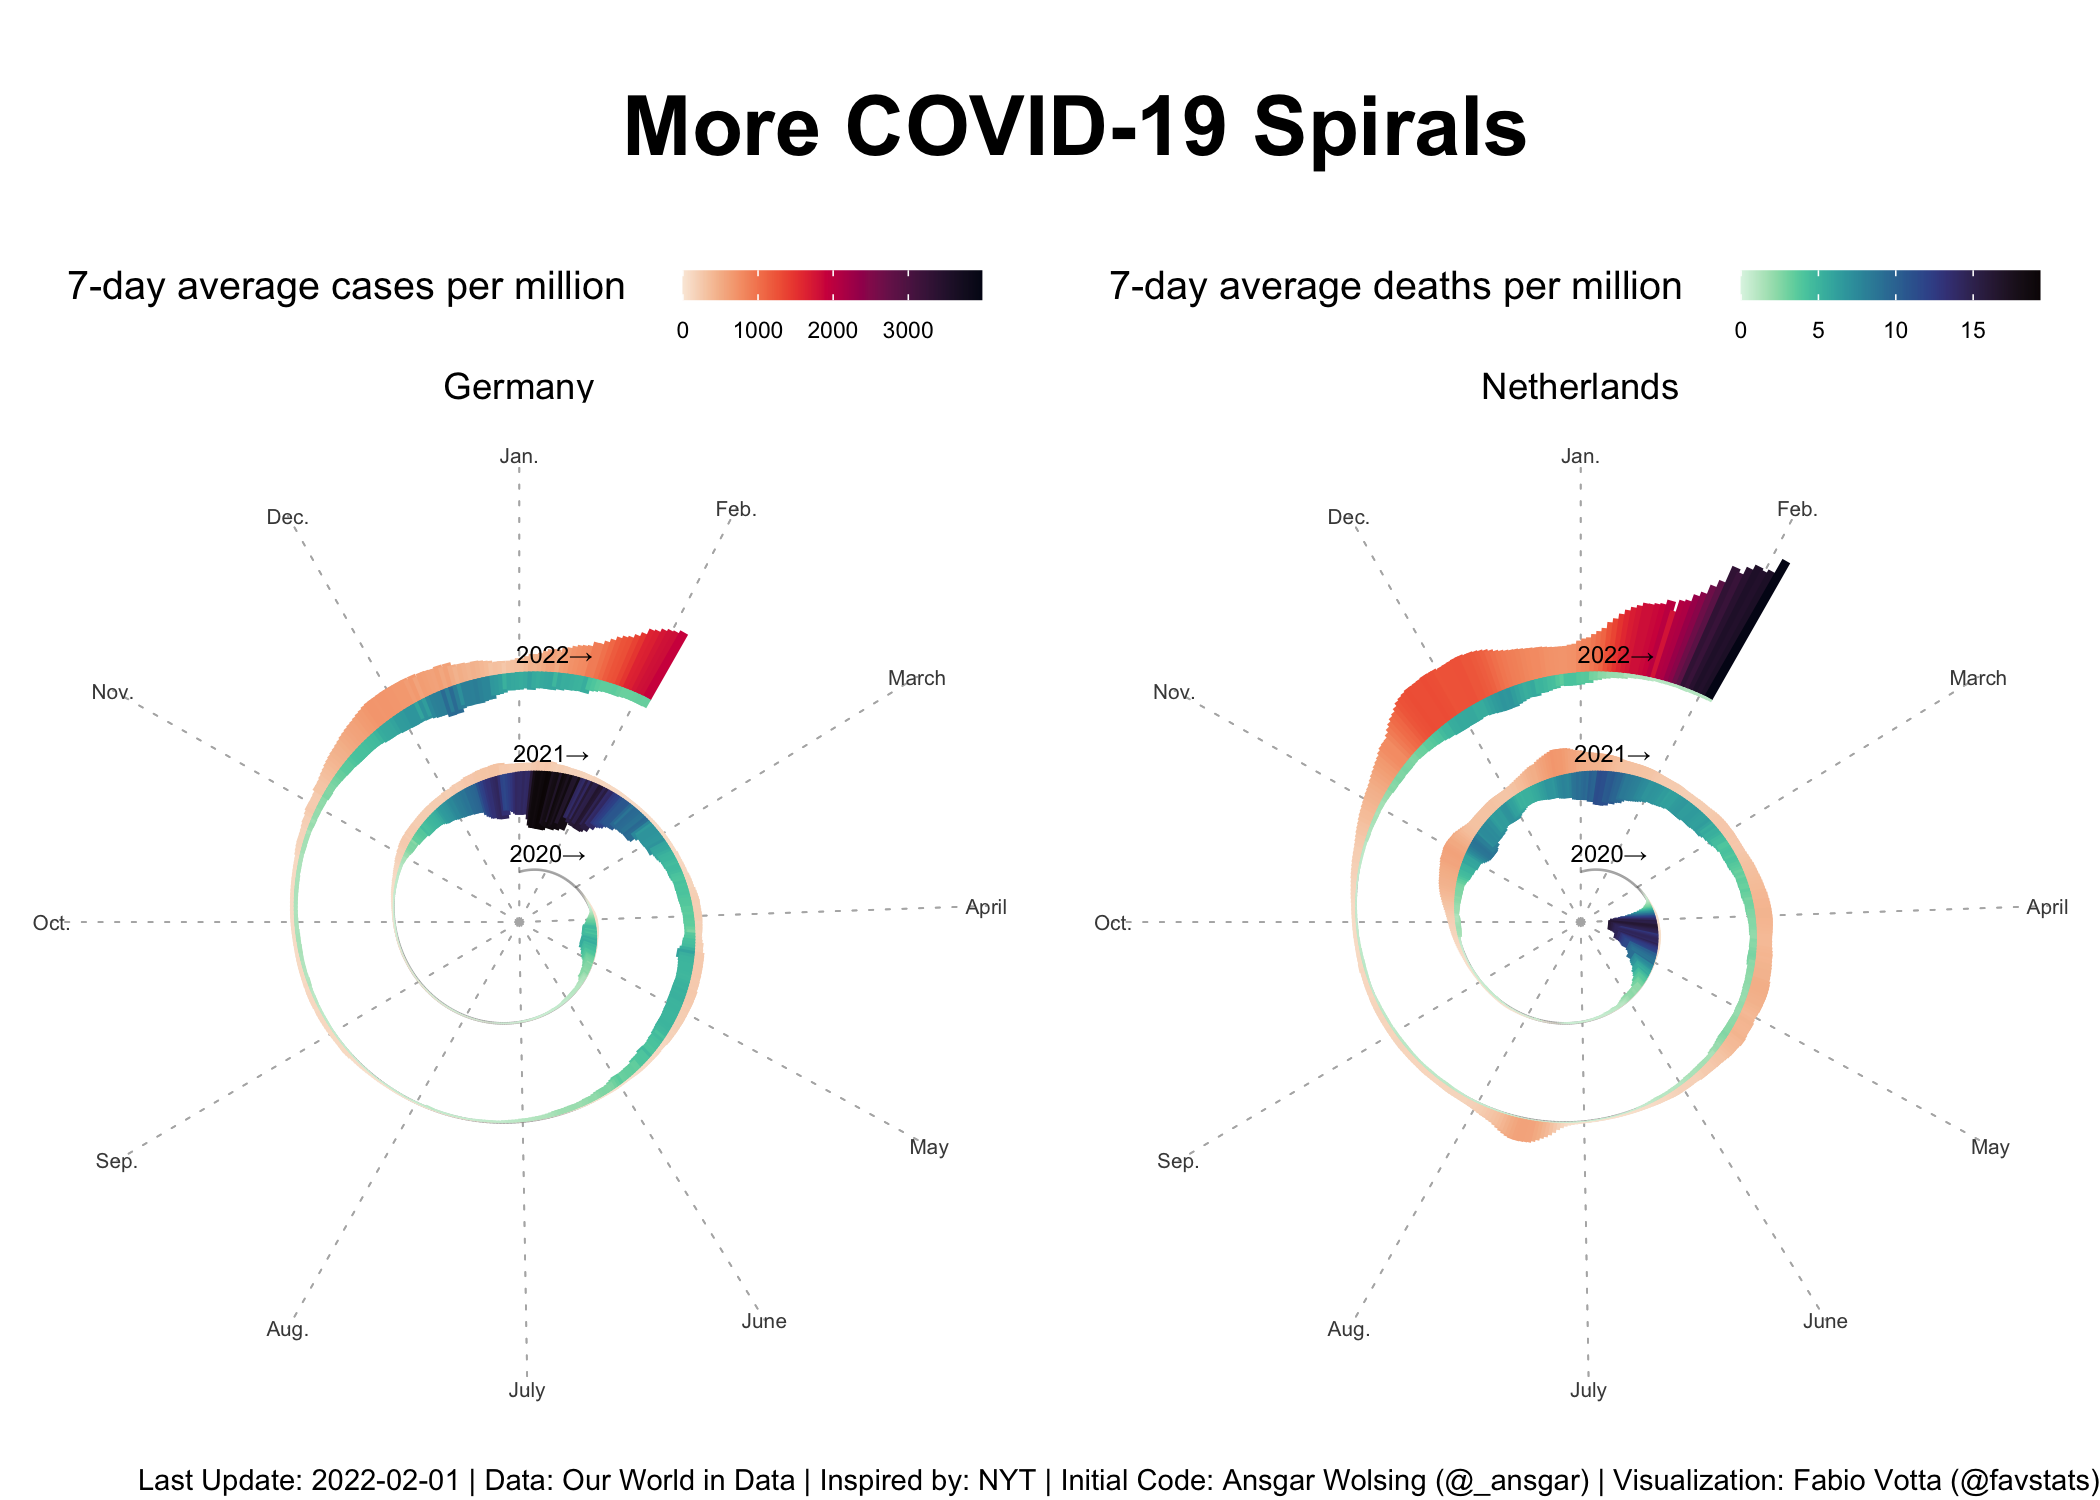 More COVID-19 Spirals
7-day average cases per million
0 1000 2000 3000
7-day average deaths per million
0 5 10 15
Germany
Jan.
Feb.
March
April
May
June
July
Aug.
Sep.
Oct.
Nov.
Dec.
2022→
2021→
2020→
Netherlands
Jan.
Feb.
March
April
May
June
July
Aug.
Sep.
Oct.
Nov.
Dec.
2022→
2021→
2020→
Last Update: 2022-02-01 | Data: Our World in Data | Inspired by: NYT | Initial Code: Ansgar Wolsing (@_ansgar) | Visualization: Fabio Votta (@favstats)